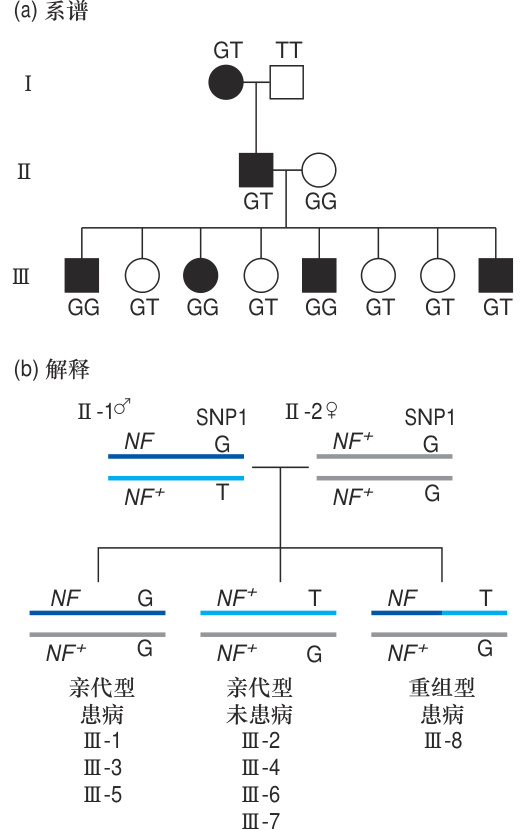 (a) 系谱
GT TT
I
II
GT GG
III
GG GT GG GT GG GT GT GT
(b) 解释
II-1♂ SNP1 II-2♀ SNP1
NF G NF⁺ G
NF⁺ T NF⁺ G
NF G NF⁺ T NF T
NF⁺ G NF⁺ G NF⁺ G
亲代型 亲代型 重组型
患病 未患病 患病
III-1 III-2 III-8
III-3 III-4
III-5 III-6
III-7